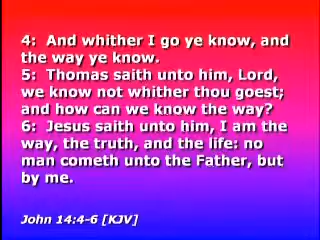 4:  And whither I go ye know, and
the way ye know.
5:  Thomas saith unto him, Lord,
we know not whither thou goest;
and how can we know the way?
6:  Jesus saith unto him, I am the
way, the truth, and the life: no
man cometh unto the Father, but
by me.
John 14:4-6 [KJV]